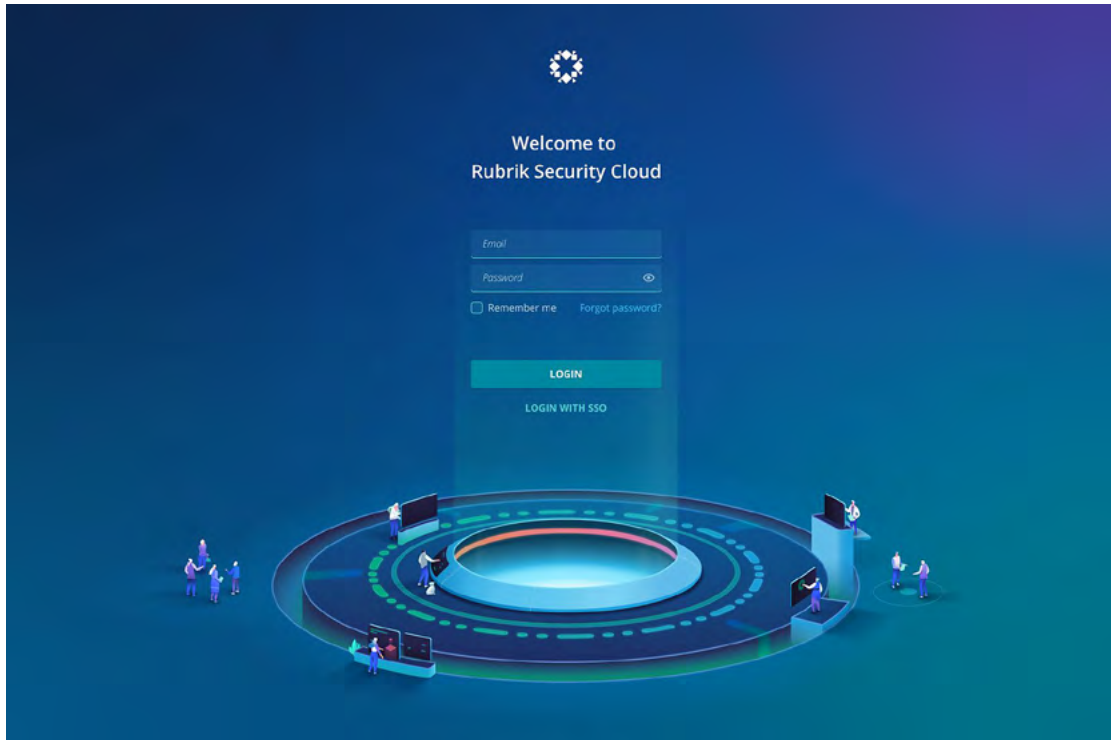 Welcome to
Rubrik Security Cloud
Email
Password
Remember me Forgot password?
LOGIN
LOGIN WITH SSO